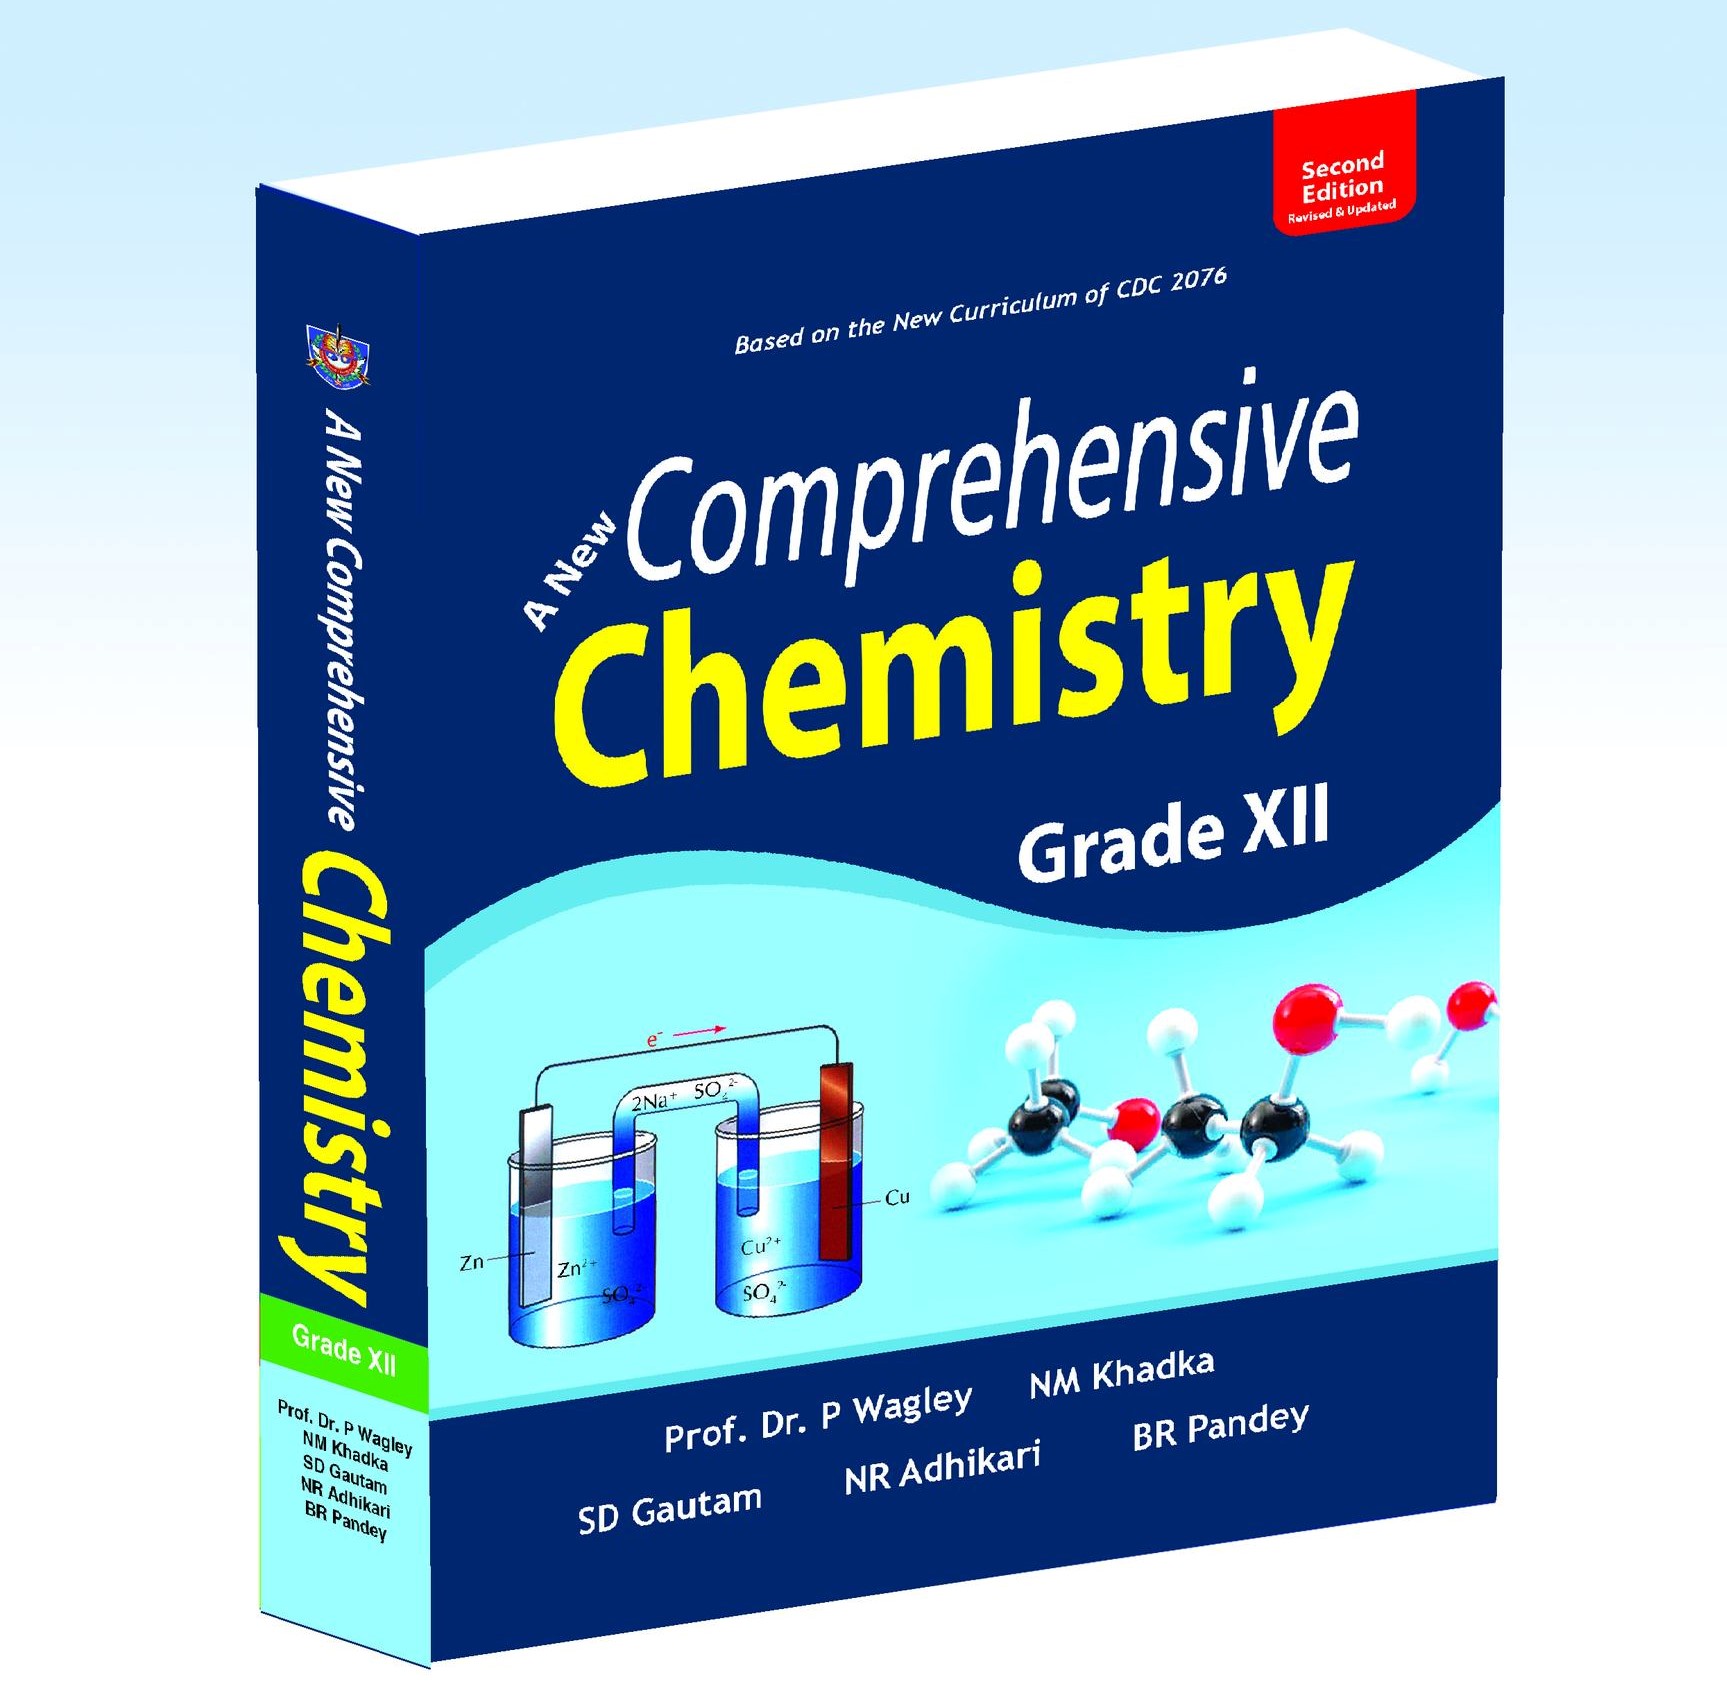 Second
Edition
Revised & Updated
Based on the New Curriculum of CDC 2076
A New Comprehensive
Chemistry
Grade XII
e⁻
2Na⁺ SO₄²⁻
Zn
Zn²⁺
SO₄²⁻
Cu²⁺
SO₄²⁻
Cu
Prof. Dr. P Wagley NM Khadka
SD Gautam NR Adhikari BR Pandey
A New Comprehensive Chemistry
Grade XII
Prof. Dr. P Wagley
NM Khadka
SD Gautam
NR Adhikari
BR Pandey